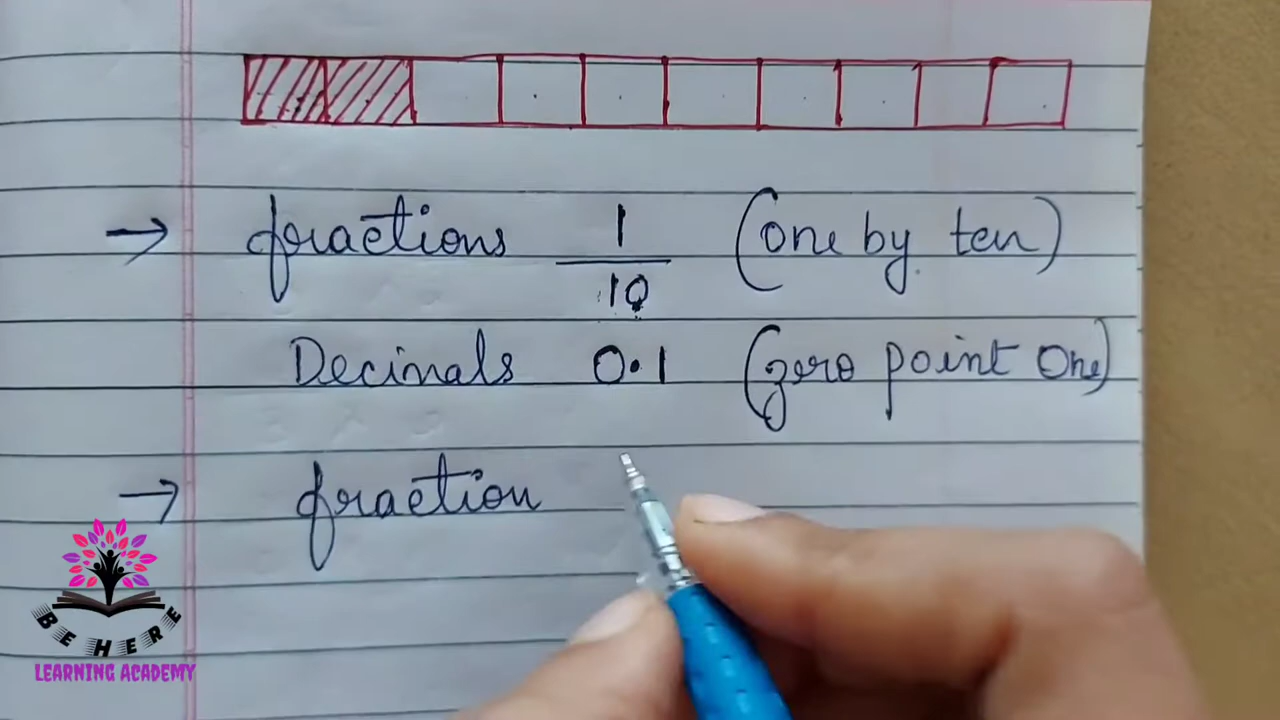 → fractions 1/10 (one by ten)
Decimals 0.1 (zero point One)
→ fraction
BE HERE
LEARNING ACADEMY